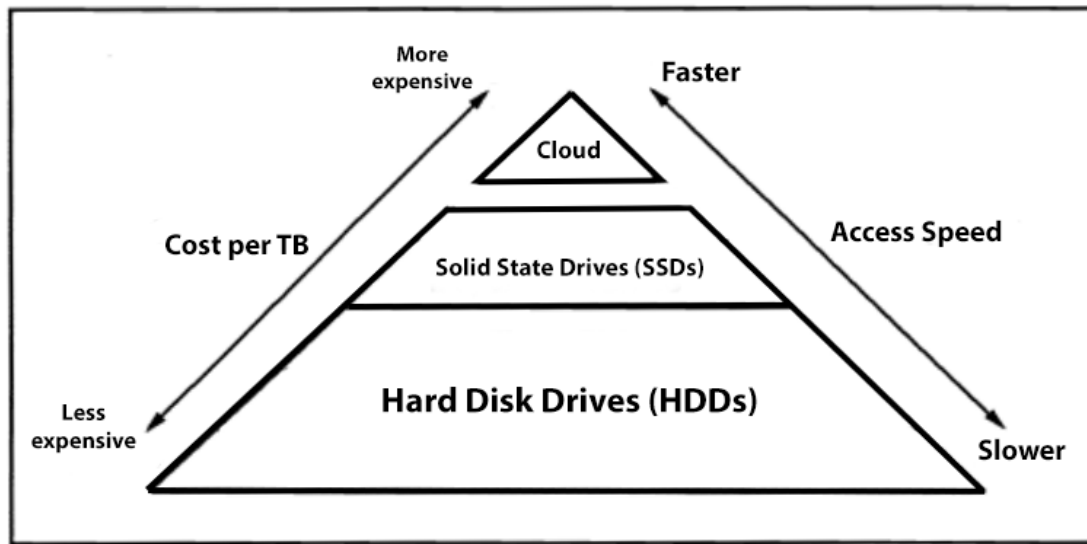 More
expensive
Faster
Cloud
Cost per TB
Access Speed
Solid State Drives (SSDs)
Hard Disk Drives (HDDs)
Less
expensive
Slower